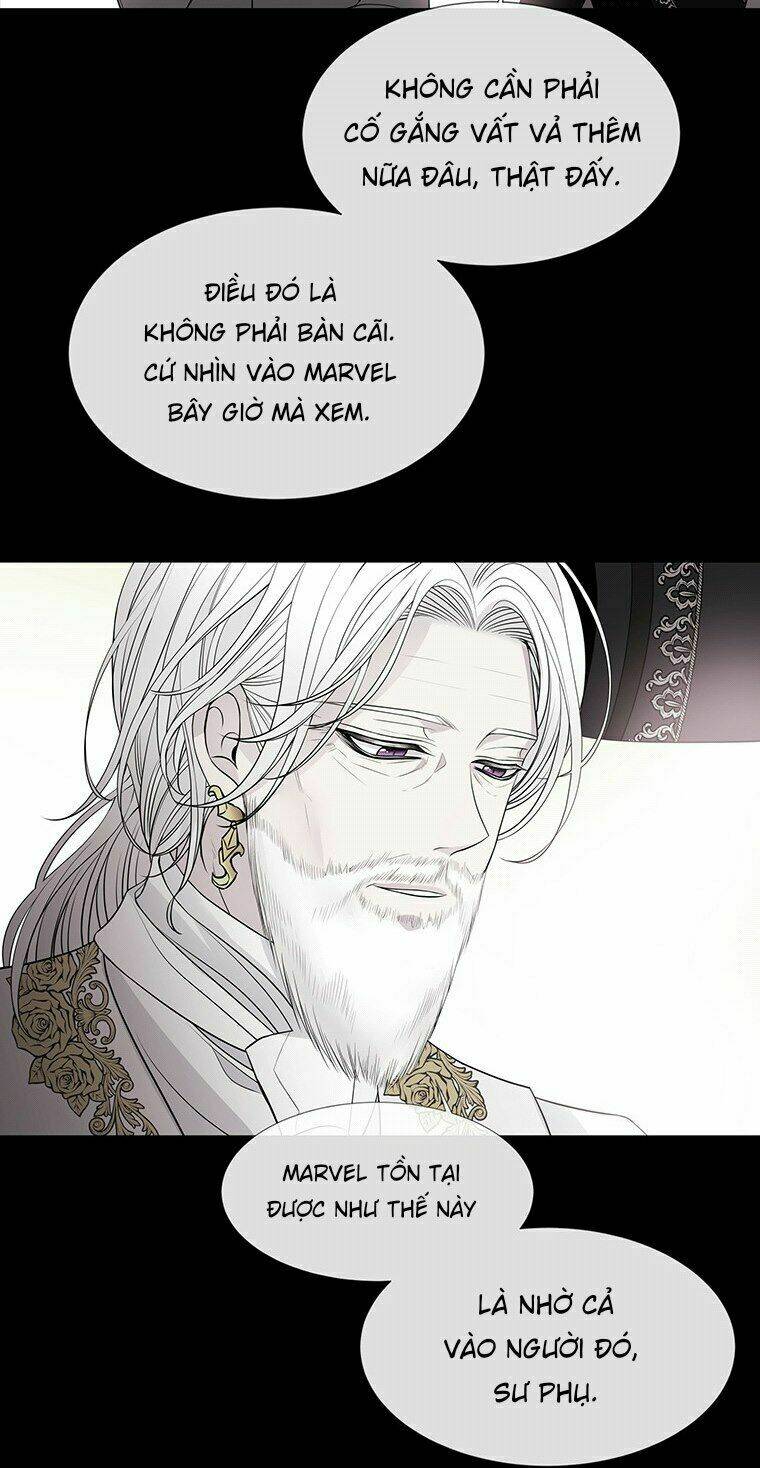 KHÔNG CẦN PHẢI
CỐ GẮNG VẤT VẢ THÊM
NỮA ĐÂU, THẬT ĐẤY.
ĐIỀU ĐÓ LÀ
KHÔNG PHẢI BÀN CÃI.
CỨ NHÌN VÀO MARVEL
BÂY GIỜ MÀ XEM.
MARVEL TỒN TẠI
ĐƯỢC NHƯ THẾ NÀY
LÀ NHỜ CẢ
VÀO NGƯỜI ĐÓ,
SƯ PHỤ.